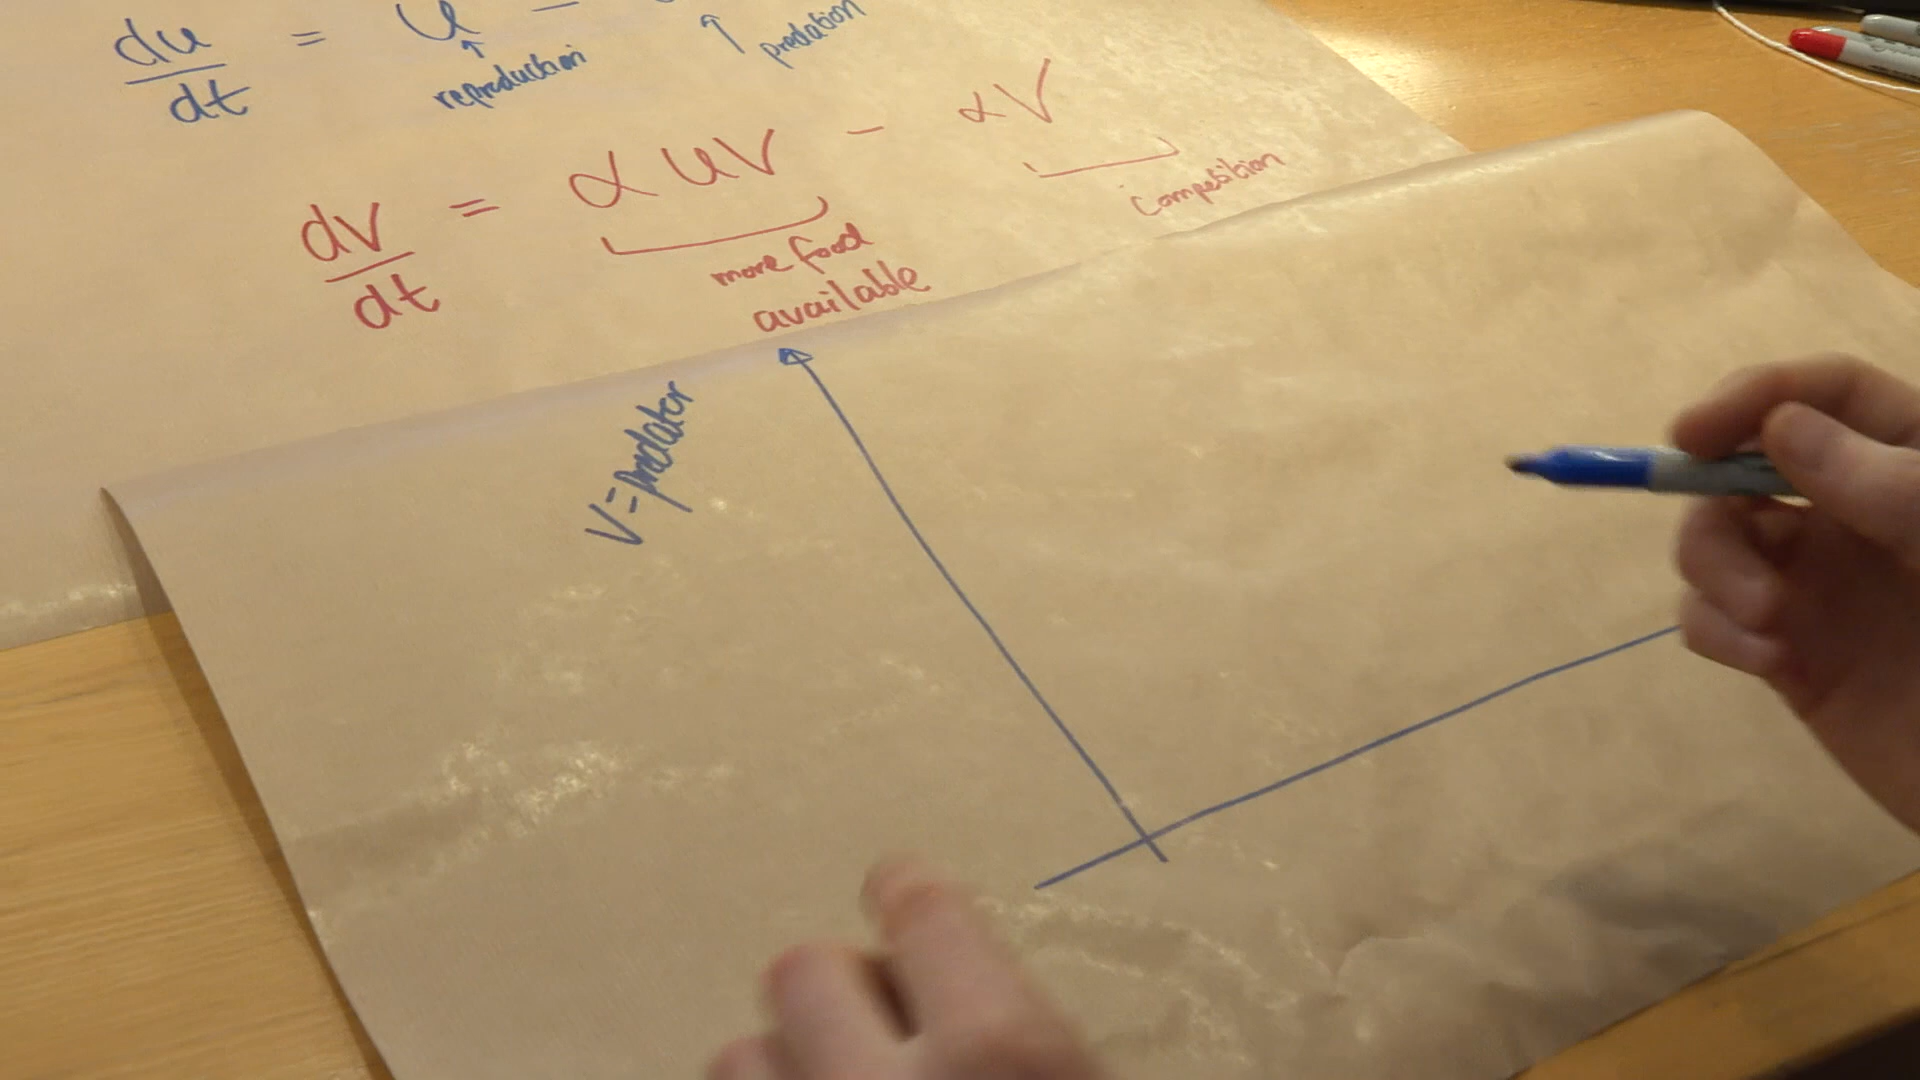 du/dt = u -
reproduction
predation
dv/dt = αuv - αv
more food
available
competition
v=predator